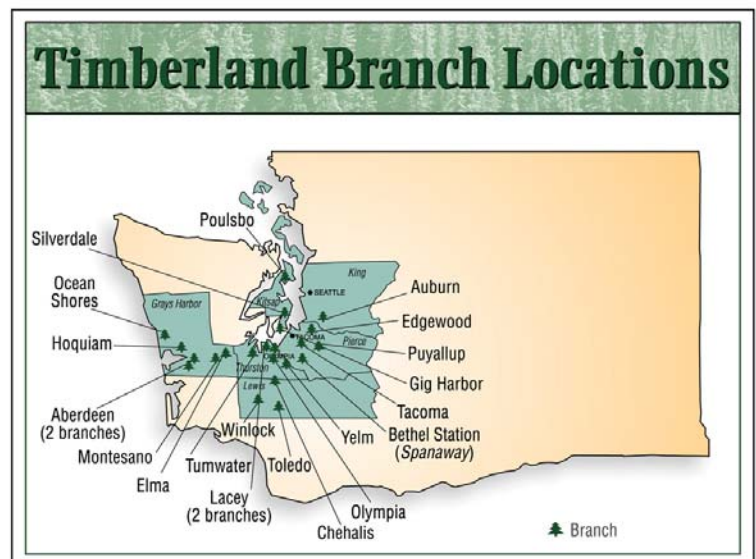 Timberland Branch Locations
Poulsbo
Silverdale
Ocean
Shores
Grays Harbor
Hoquiam
Aberdeen
(2 branches)
Montesano
Elma
Tumwater
Winlock
Lacey
(2 branches)
Toledo
Chehalis
Olympia
Yelm
Bethel Station
(Spanaway)
Tacoma
Gig Harbor
Puyallup
Edgewood
Auburn
King
SEATTLE
Kitsap
TACOMA
Pierce
OLYMPIA
Thurston
Lewis
Branch